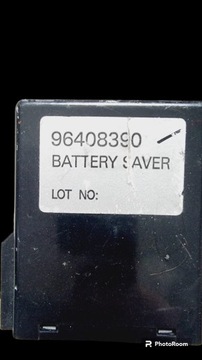 96408390
BATTERY SAVER
LOT NO:
PhotoRoom